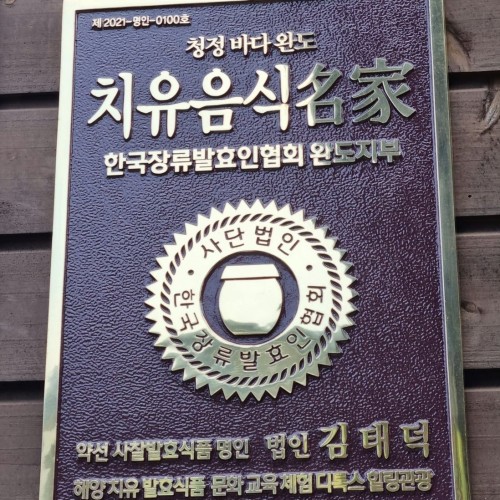 제 2021-명인-0100호
청정 바다 완도
치유음식名家
한국장류발효인협회 완도지부
사단법인
한국장류발효인협회
약선 사찰발효식품 명인 법인 김태덕
해양 치유 발효식품 문화 교육 체험 디톡스 힐링관광